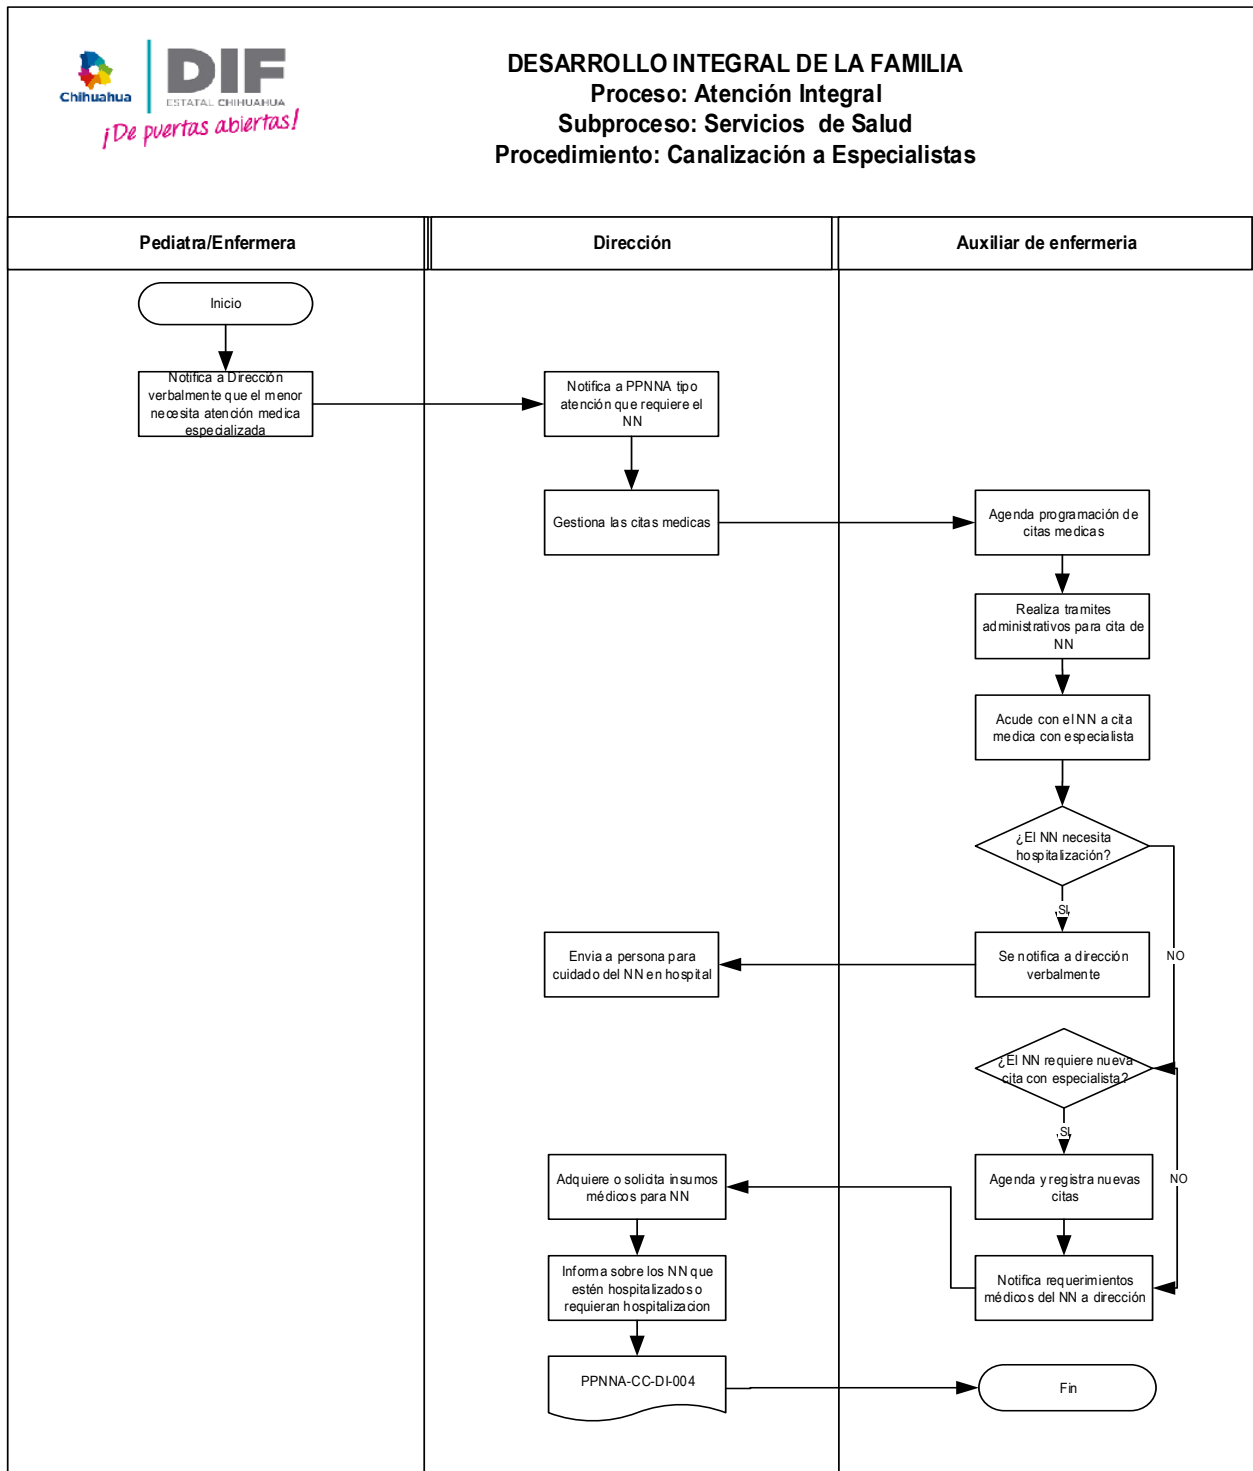 Chihuahua
DIF
ESTATAL CHIHUAHUA
¡De puertas abiertas!
DESARROLLO INTEGRAL DE LA FAMILIA
Proceso: Atención Integral
Subproceso: Servicios de Salud
Procedimiento: Canalización a Especialistas
Pediatra/Enfermera
Dirección
Auxiliar de enfermeria
Inicio
Notifica a Dirección
verbalmente que el menor
necesita atención medica
especializada
Notifica a PPNNA tipo
atención que requiere el
NN
Gestiona las citas medicas
Agenda programación de
citas medicas
Realiza tramites
administrativos para cita de
NN
Acude con el NN a cita
medica con especialista
¿El NN necesita
hospitalización?
SI
NO
Se notifica a dirección
verbalmente
Envia a persona para
cuidado del NN en hospital
¿El NN requiere nueva
cita con especialista?
SI
NO
Agenda y registra nuevas
citas
Notifica requerimientos
médicos del NN a dirección
Adquiere o solicita insumos
médicos para NN
Informa sobre los NN que
estén hospitalizados o
requieran hospitalizacion
PPNNA-CC-DI-004
Fin